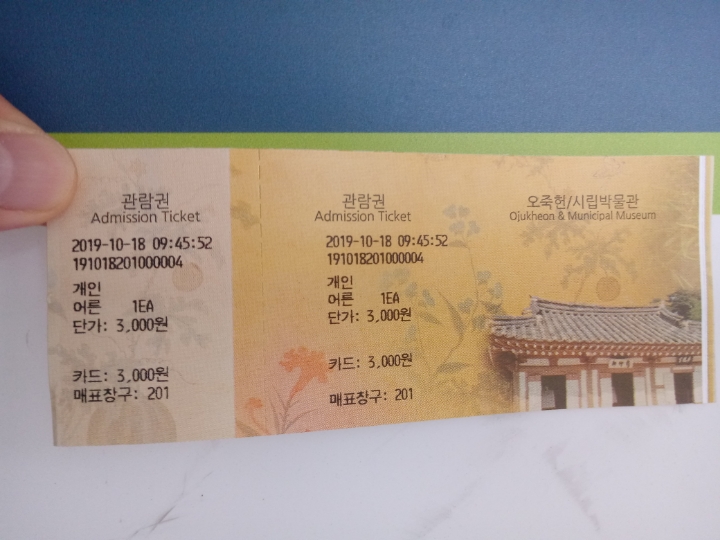 관람권
Admission Ticket
2019-10-18 09:45:52
191018201000004
개인
어른 1EA
단가: 3,000원
카드: 3,000원
매표창구: 201
관람권
Admission Ticket
2019-10-18 09:45:52
191018201000004
개인
어른 1EA
단가: 3,000원
카드: 3,000원
매표창구: 201
오죽헌/시립박물관
Ojukheon & Municipal Museum